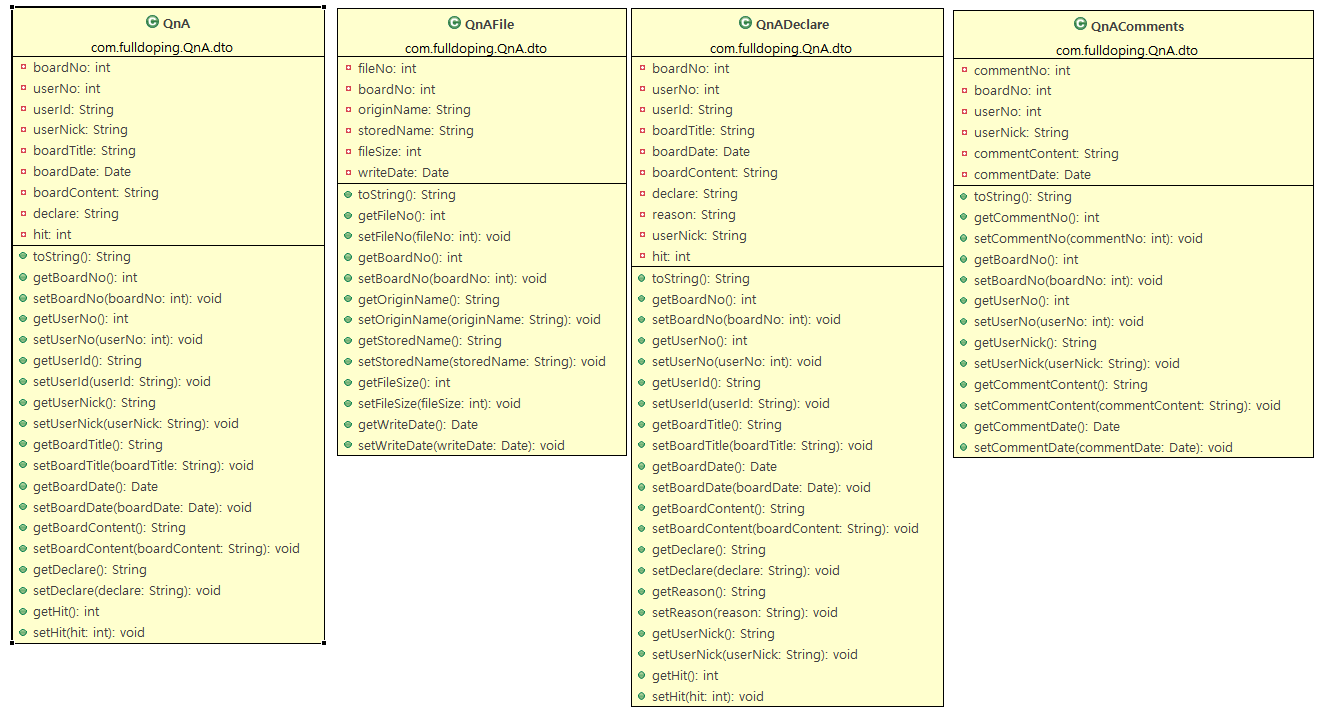 QnA
com.fulldoping.QnA.dto
boardNo: int
userNo: int
userId: String
userNick: String
boardTitle: String
boardDate: Date
boardContent: String
declare: String
hit: int
toString(): String
getBoardNo(): int
setBoardNo(boardNo: int): void
getUserNo(): int
setUserNo(userNo: int): void
getUserId(): String
setUserId(userId: String): void
getUserNick(): String
setUserNick(userNick: String): void
getBoardTitle(): String
setBoardTitle(boardTitle: String): void
getBoardDate(): Date
setBoardDate(boardDate: Date): void
getBoardContent(): String
setBoardContent(boardContent: String): void
getDeclare(): String
setDeclare(declare: String): void
getHit(): int
setHit(hit: int): void
QnAFile
com.fulldoping.QnA.dto
fileNo: int
boardNo: int
originName: String
storedName: String
fileSize: int
writeDate: Date
toString(): String
getFileNo(): int
setFileNo(fileNo: int): void
getBoardNo(): int
setBoardNo(boardNo: int): void
getOriginName(): String
setOriginName(originName: String): void
getStoredName(): String
setStoredName(storedName: String): void
getFileSize(): int
setFileSize(fileSize: int): void
getWriteDate(): Date
setWriteDate(writeDate: Date): void
QnADeclare
com.fulldoping.QnA.dto
boardNo: int
userNo: int
userId: String
boardTitle: String
boardDate: Date
boardContent: String
declare: String
reason: String
userNick: String
hit: int
toString(): String
getBoardNo(): int
setBoardNo(boardNo: int): void
getUserNo(): int
setUserNo(userNo: int): void
getUserId(): String
setUserId(userId: String): void
getBoardTitle(): String
setBoardTitle(boardTitle: String): void
getBoardDate(): Date
setBoardDate(boardDate: Date): void
getBoardContent(): String
setBoardContent(boardContent: String): void
getDeclare(): String
setDeclare(declare: String): void
getReason(): String
setReason(reason: String): void
getUserNick(): String
setUserNick(userNick: String): void
getHit(): int
setHit(hit: int): void
QnAComments
com.fulldoping.QnA.dto
commentNo: int
boardNo: int
userNo: int
userNick: String
commentContent: String
commentDate: Date
toString(): String
getCommentNo(): int
setCommentNo(commentNo: int): void
getBoardNo(): int
setBoardNo(boardNo: int): void
getUserNo(): int
setUserNo(userNo: int): void
getUserNick(): String
setUserNick(userNick: String): void
getCommentContent(): String
setCommentContent(commentContent: String): void
getCommentDate(): Date
setCommentDate(commentDate: Date): void